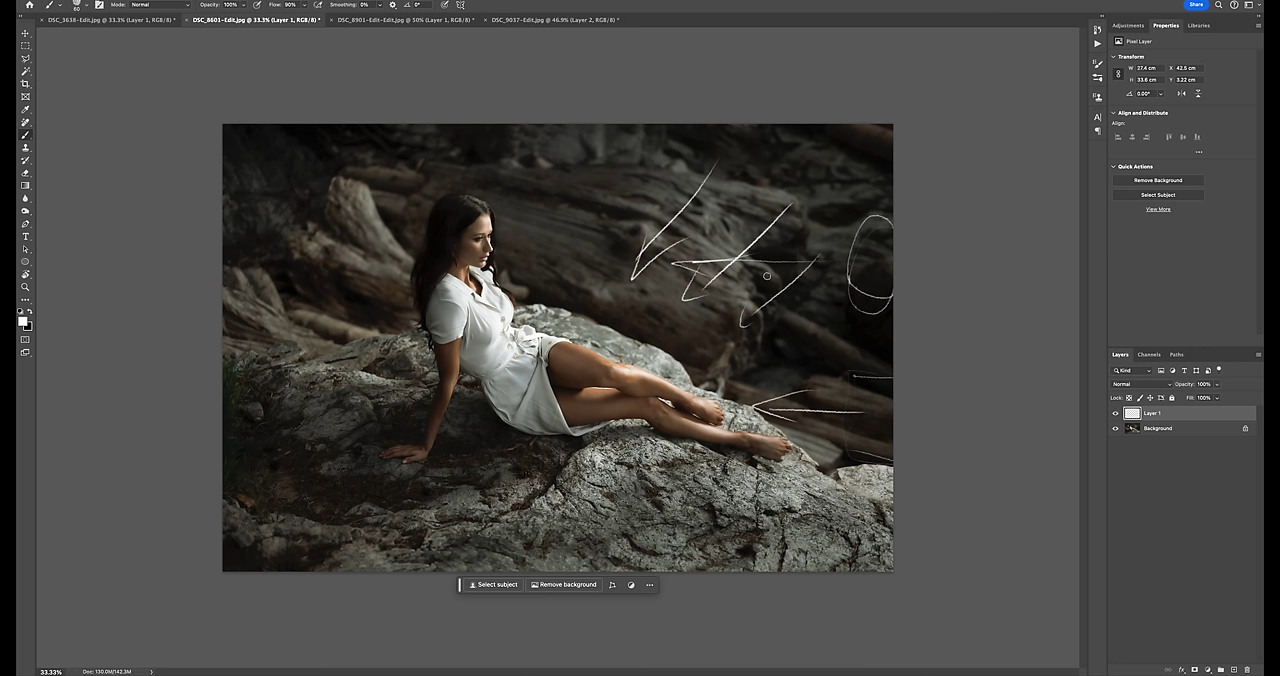 Mode: Normal Opacity: 100% Flow: 90% Smoothing: 0% 0° Share
60
DSC_3638-Edit.jpg @ 33.3% (Layer 1, RGB/8) * DSC_8601-Edit.jpg @ 33.3% (Layer 1, RGB/8) * DSC_8901-Edit-Edit.jpg @ 50% (Layer 1, RGB/8) * DSC_9037-Edit.jpg @ 46.9% (Layer 2, RGB/8) *
Adjustments Properties Libraries
Pixel Layer
Transform
W 27.4 cm X 42.5 cm
H 33.6 cm Y 3.22 cm
0.00°
Align and Distribute
Align:
Quick Actions
Remove Background
Select Subject
View More
Layers Channels Paths
Kind
Normal Opacity: 100%
Lock: Fill: 100%
Layer 1
Background
Select subject Remove background
33.33% Doc: 130.0M/142.3M